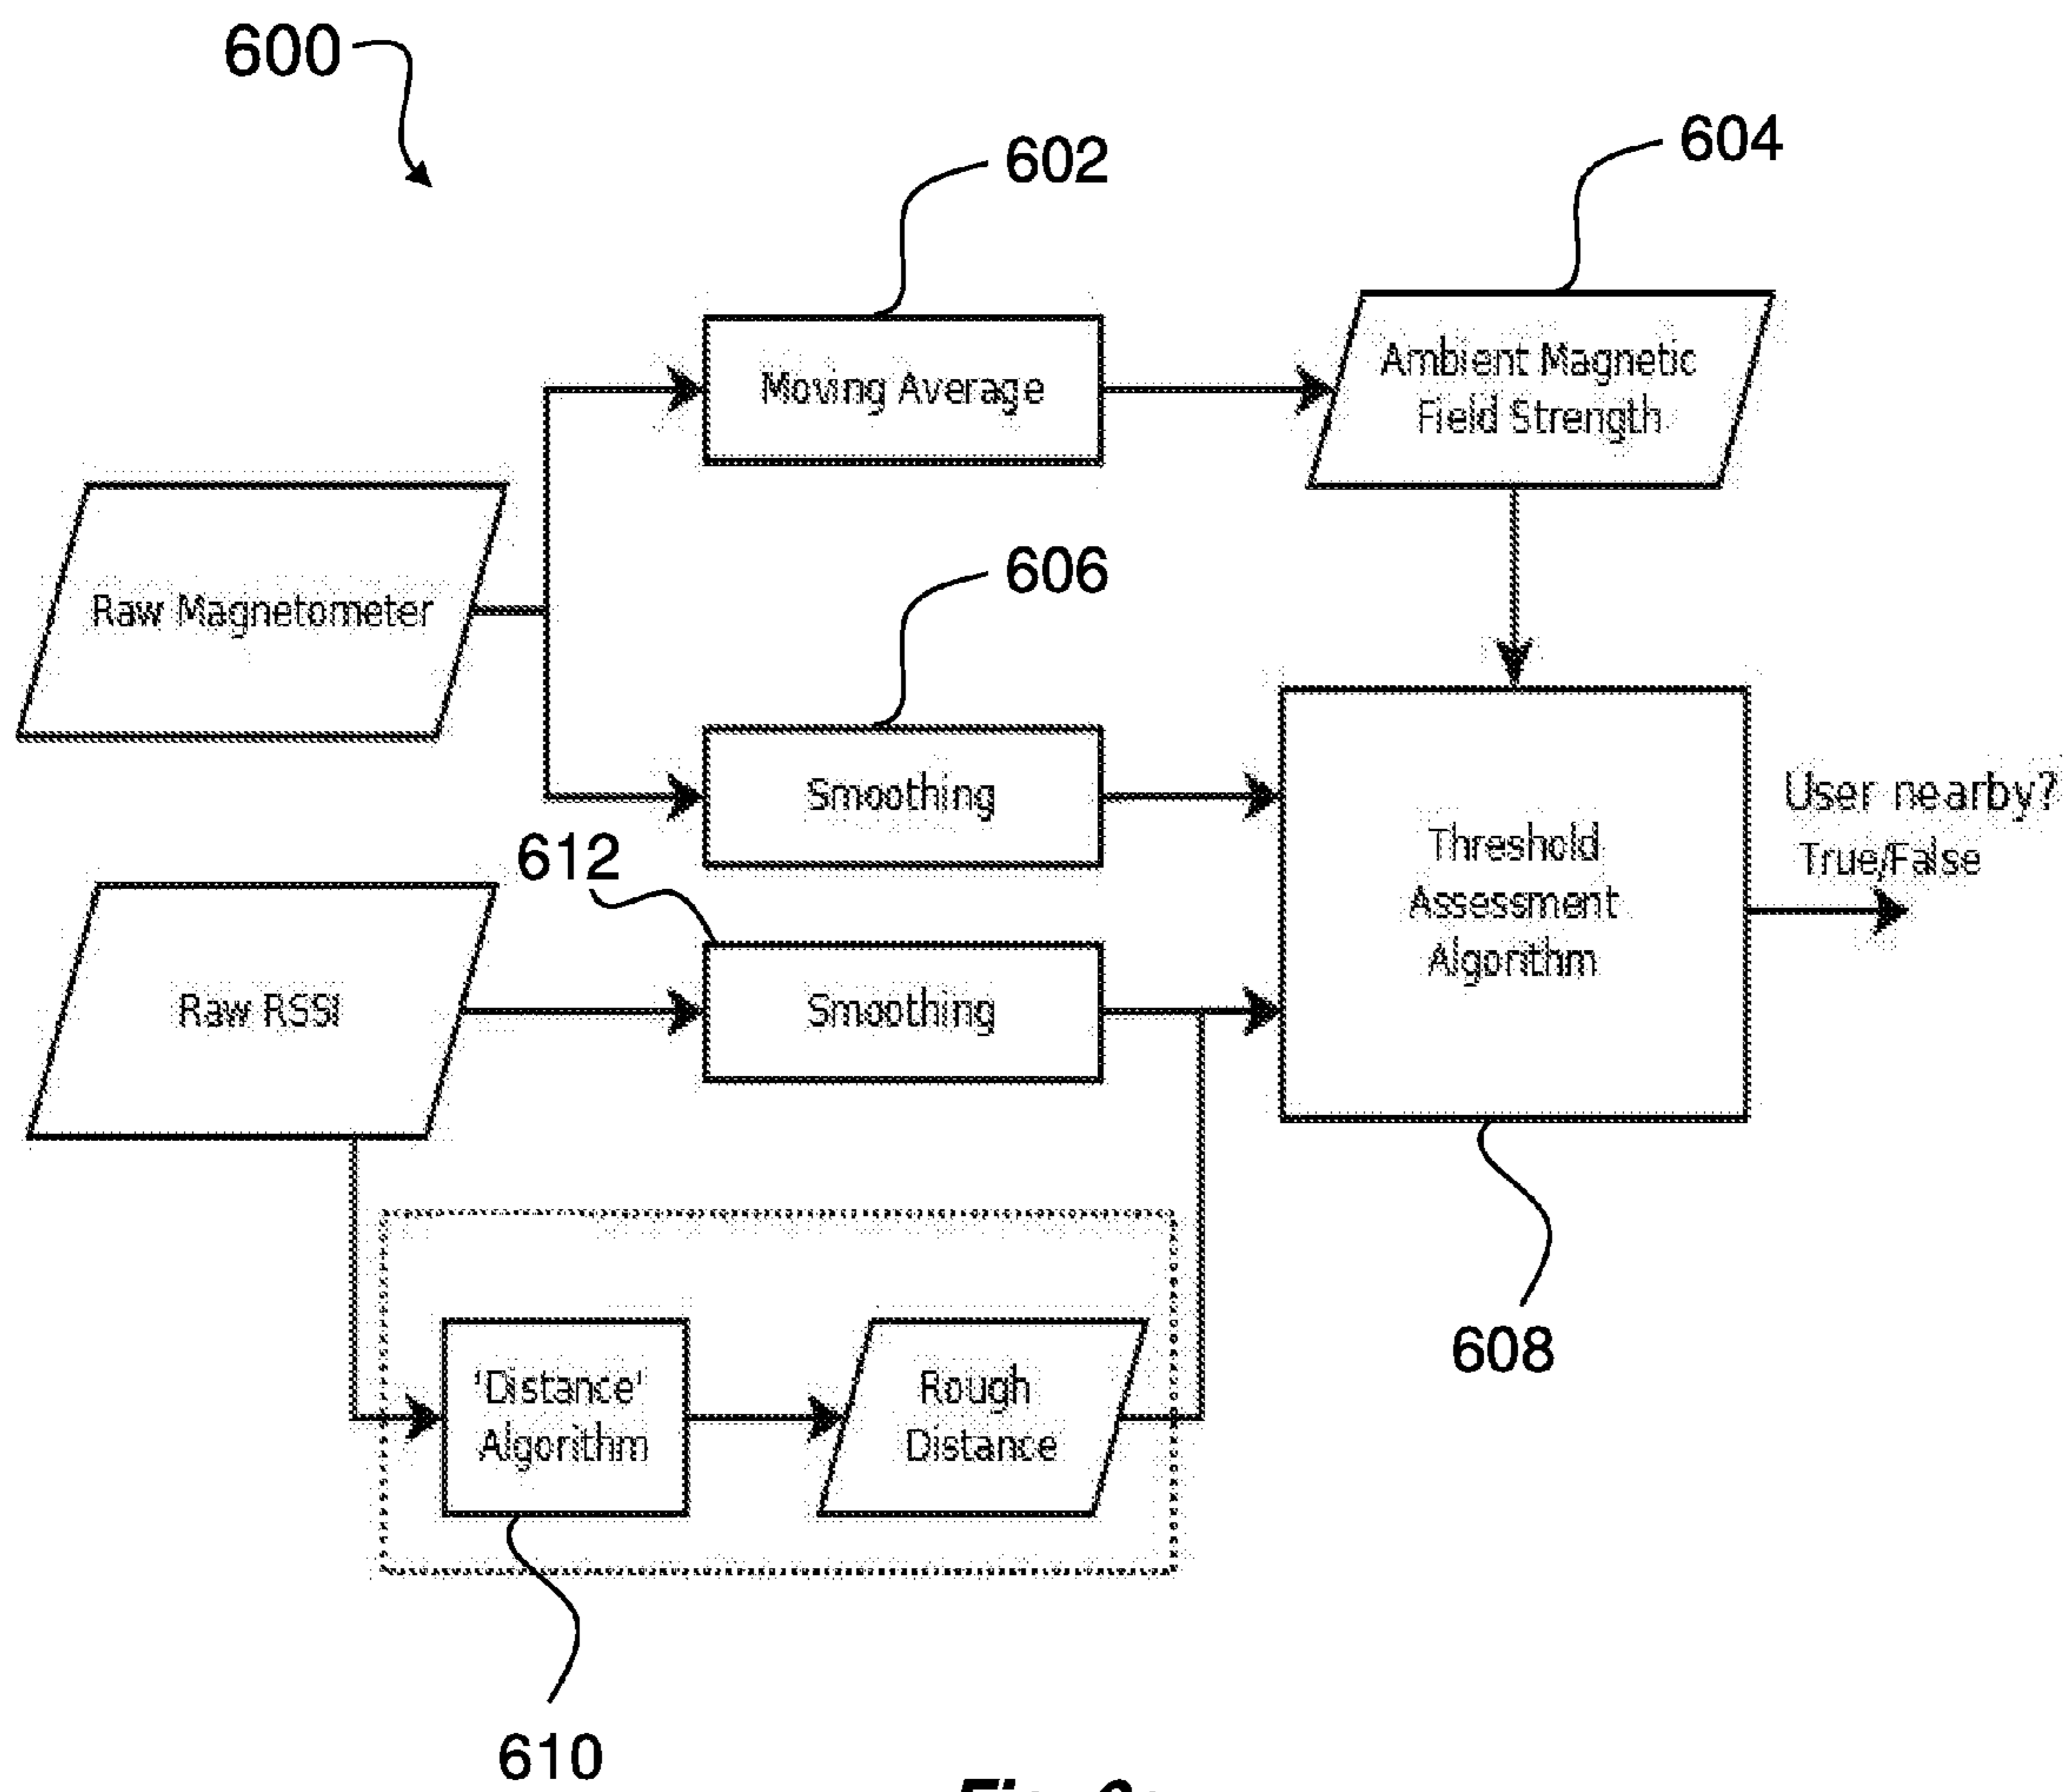 600
602
604
Moving Average
Ambient Magnetic
Field Strength
Raw Magnetometer
606
Smoothing
User nearby?
True/False
612
Threshold
Assessment
Algorithm
Raw RSSI
Smoothing
608
'Distance'
Algorithm
Rough
Distance
610